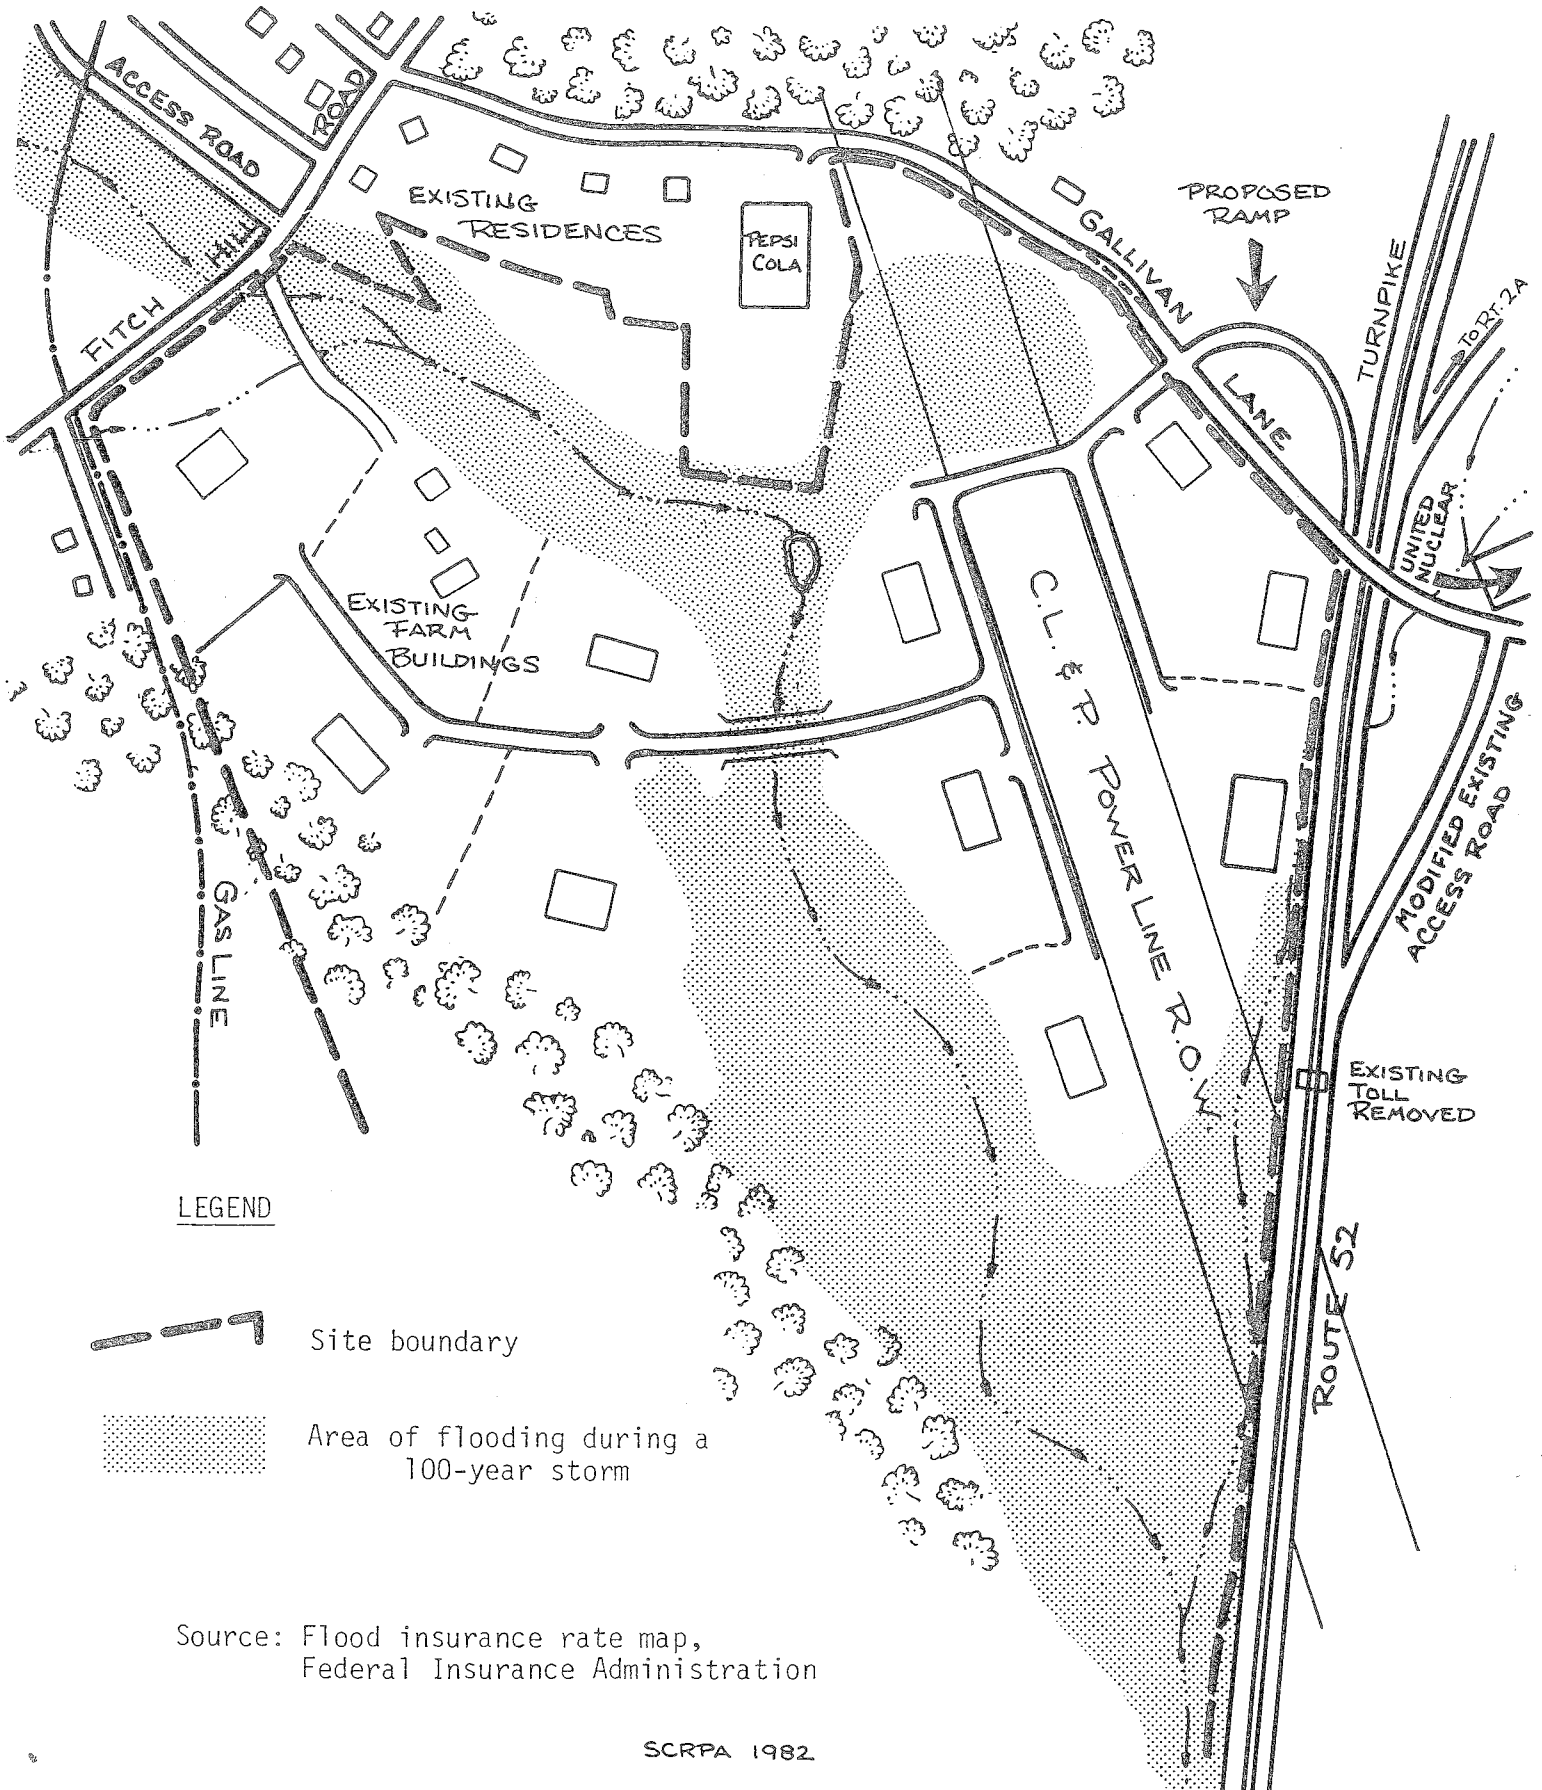 ACCESS ROAD
ROAD
HILL
FITCH
EXISTING
RESIDENCES
PEPSI
COLA
GALLIVAN
LANE
PROPOSED
RAMP
TURNPIKE
TO RT. 2A
UNITED
NUCLEAR
C.L. & P. POWER LINE R.O.W.
EXISTING
FARM
BUILDINGS
MODIFIED EXISTING
ACCESS ROAD
GAS LINE
EXISTING
TOLL
REMOVED
ROUTE 52
LEGEND
Site boundary
Area of flooding during a
100-year storm
Source: Flood insurance rate map,
Federal Insurance Administration
SCRPA 1982